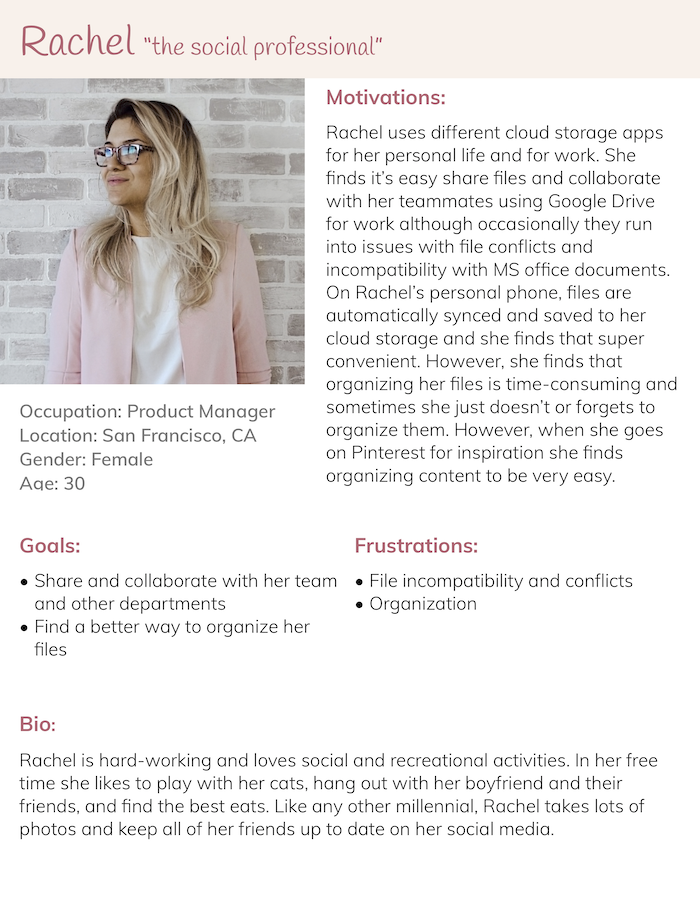 Rachel “the social professional”
Motivations:
Rachel uses different cloud storage apps
for her personal life and for work. She
finds it’s easy share files and collaborate
with her teammates using Google Drive
for work although occasionally they run
into issues with file conflicts and
incompatibility with MS office documents.
On Rachel’s personal phone, files are
automatically synced and saved to her
cloud storage and she finds that super
convenient. However, she finds that
organizing her files is time-consuming and
sometimes she just doesn’t or forgets to
organize them. However, when she goes
on Pinterest for inspiration she finds
organizing content to be very easy.
Occupation: Product Manager
Location: San Francisco, CA
Gender: Female
Age: 30
Goals:
• Share and collaborate with her team
and other departments
• Find a better way to organize her
files
Frustrations:
• File incompatibility and conflicts
• Organization
Bio:
Rachel is hard-working and loves social and recreational activities. In her free
time she likes to play with her cats, hang out with her boyfriend and their
friends, and find the best eats. Like any other millennial, Rachel takes lots of
photos and keep all of her friends up to date on her social media.